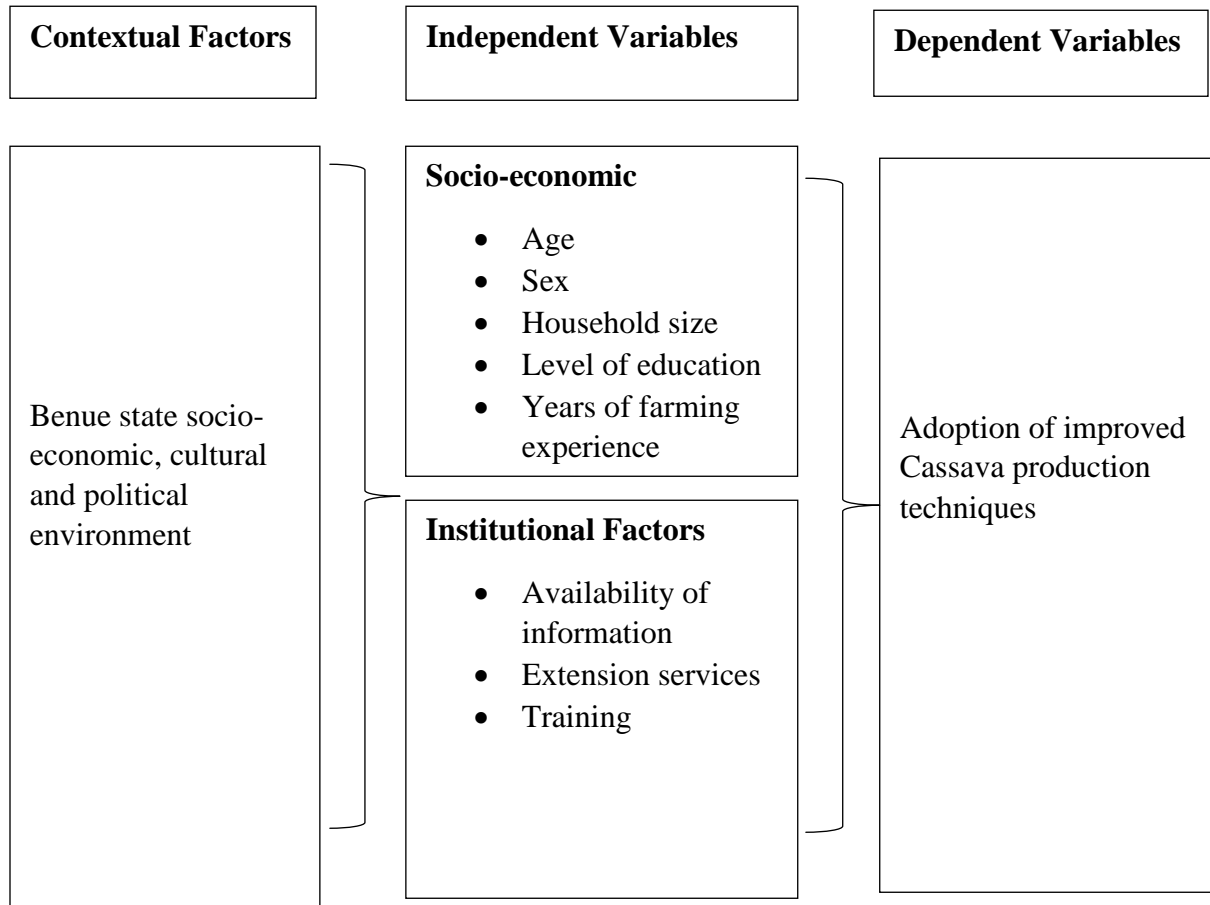 Contextual Factors
Independent Variables
Dependent Variables
Benue state socio-
economic, cultural
and political
environment
Socio-economic
• Age
• Sex
• Household size
• Level of education
• Years of farming
experience
Institutional Factors
• Availability of
information
• Extension services
• Training
Adoption of improved
Cassava production
techniques